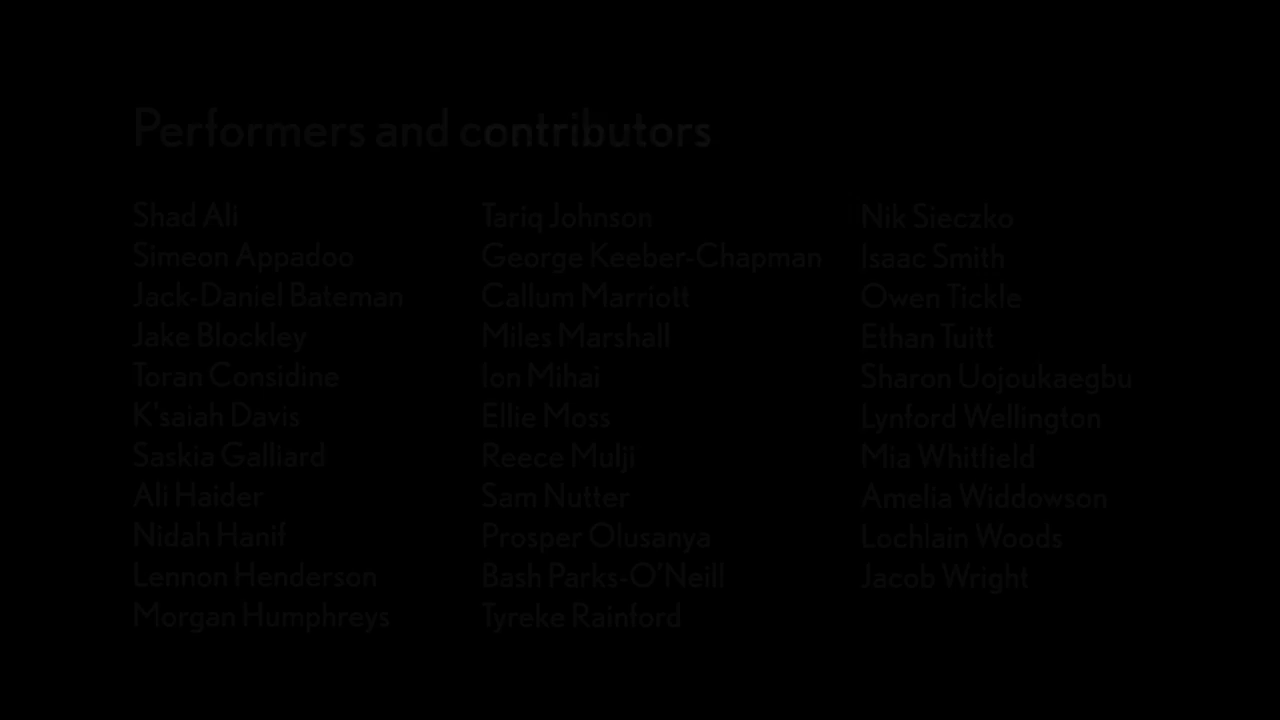 Performers and contributors
Shad Ali
Simeon Appadoo
Jack-Daniel Bateman
Jake Blockley
Toran Considine
K'saiah Davis
Saskia Galliard
Ali Haider
Nidah Hanif
Lennon Henderson
Morgan Humphreys
Tariq Johnson
George Keeber-Chapman
Callum Marriott
Miles Marshall
Ion Mihai
Ellie Moss
Reece Mulji
Sam Nutter
Prosper Olusanya
Bash Parks-O'Neill
Tyreke Rainford
Nik Sieczko
Isaac Smith
Owen Tickle
Ethan Tuitt
Sharon Uojoukaegbu
Lynford Wellington
Mia Whitfield
Amelia Widdowson
Lochlain Woods
Jacob Wright